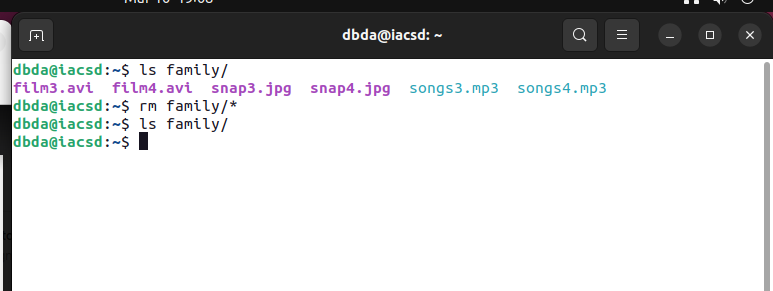 dbda@iacsd: ~
dbda@iacsd:~$ ls family/
film3.avi  film4.avi  snap3.jpg  snap4.jpg  songs3.mp3  songs4.mp3
dbda@iacsd:~$ rm family/*
dbda@iacsd:~$ ls family/
dbda@iacsd:~$